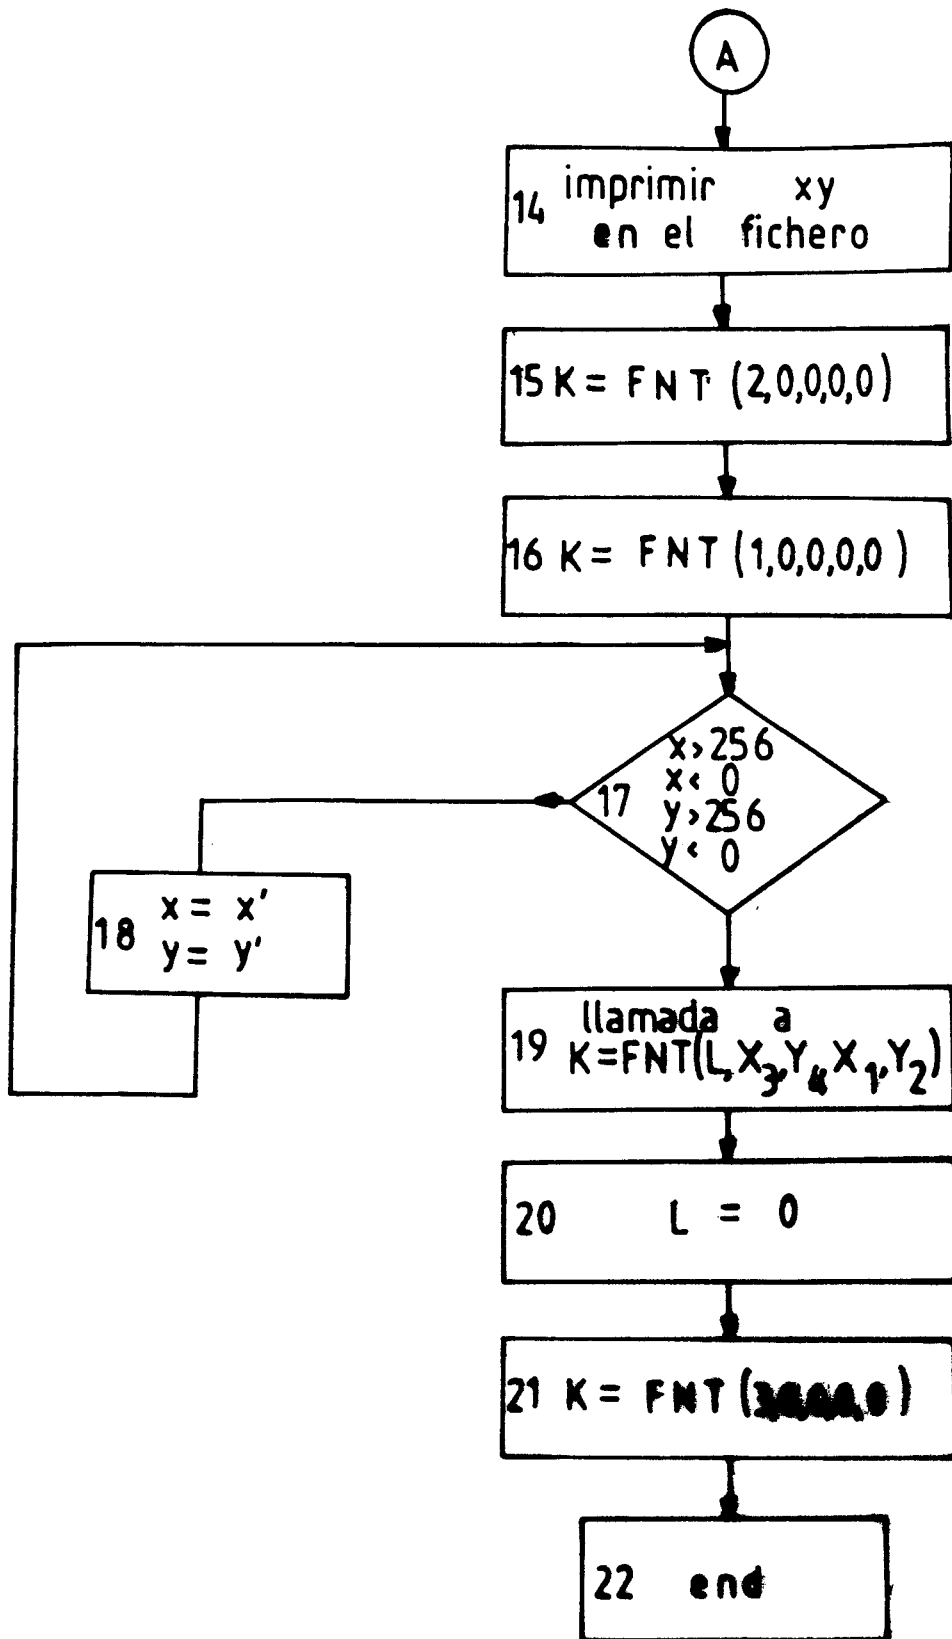 A
14 imprimir xy
en el fichero
15 K = FNT (2,0,0,0,0)
16 K = FNT (1,0,0,0,0)
17
x>256
x<0
y>256
y<0
18
x = x'
y = y'
19 llamada a
K=FNT(L,X3,Y4,X1,Y2)
20 L = 0
21 K = FNT (
22 end